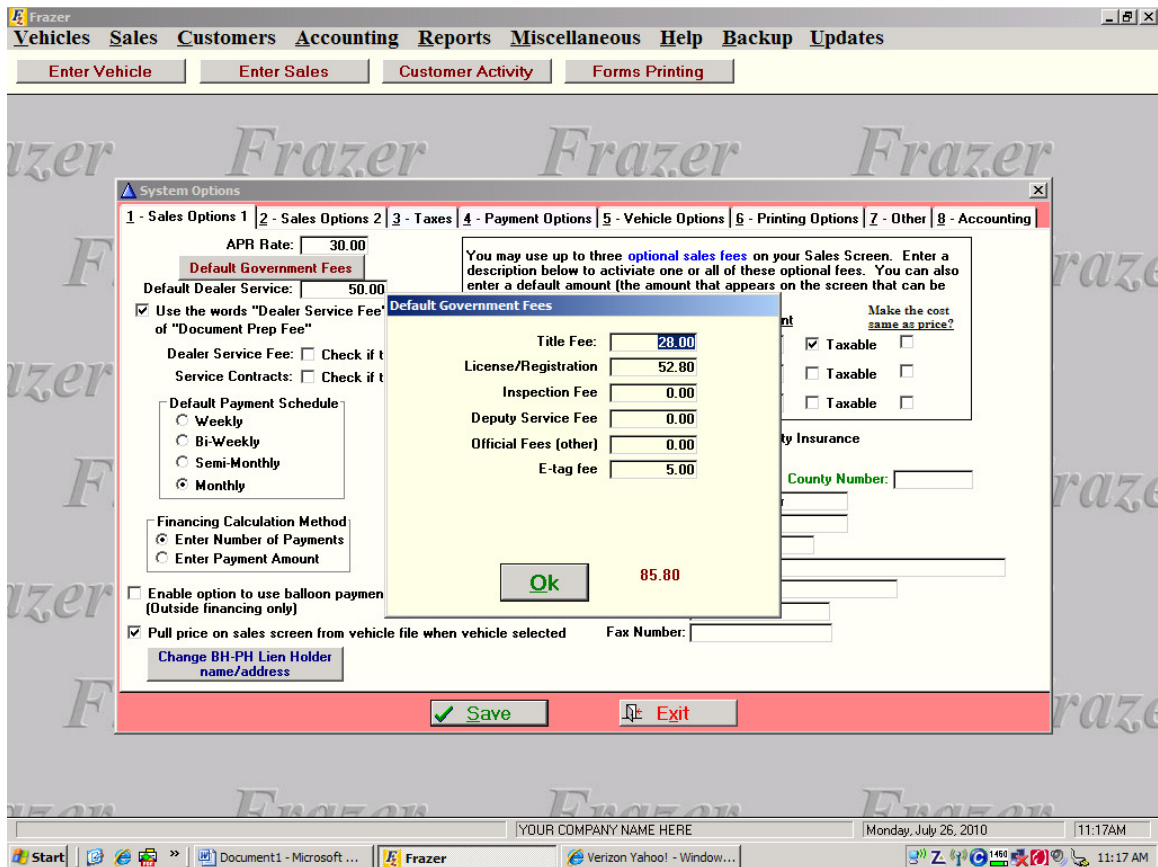 Frazer
Vehicles Sales Customers Accounting Reports Miscellaneous Help Backup Updates
Enter Vehicle Enter Sales Customer Activity Forms Printing
Frazer Frazer Frazer
System Options
1 - Sales Options 1 2 - Sales Options 2 3 - Taxes 4 - Payment Options 5 - Vehicle Options 6 - Printing Options 7 - Other 8 - Accounting
APR Rate: 30.00
Default Government Fees
Default Dealer Service: 50.00
Use the words "Dealer Service Fee"
of "Document Prep Fee"
Dealer Service Fee: Check if t
Service Contracts: Check if t
Default Payment Schedule
Weekly
Bi-Weekly
Semi-Monthly
Monthly
Financing Calculation Method
Enter Number of Payments
Enter Payment Amount
Enable option to use balloon paymen
(Outside financing only)
Pull price on sales screen from vehicle file when vehicle selected
Change BH-PH Lien Holder
name/address
You may use up to three optional sales fees on your Sales Screen. Enter a
description below to activiate one or all of these optional fees. You can also
enter a default amount (the amount that appears on the screen that can be
nt
Make the cost
same as price?
Taxable
Taxable
Taxable
ty Insurance
County Number:
Fax Number:
Default Government Fees
Title Fee: 28.00
License/Registration 52.80
Inspection Fee 0.00
Deputy Service Fee 0.00
Official Fees (other) 0.00
E-tag fee 5.00
Ok 85.80
Save Exit
YOUR COMPANY NAME HERE Monday, July 26, 2010 11:17AM
Start » Document1 - Microsoft ... Frazer Verizon Yahoo! - Window... 11:17 AM